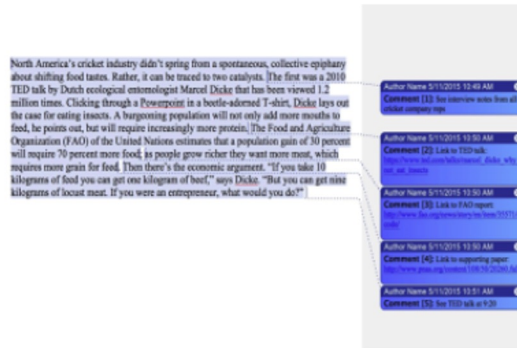 North America's cricket industry didn't spring from a spontaneous, collective epiphany
about shifting food tastes. Rather, it can be traced to two catalysts. The first was a 2010
TED talk by Dutch ecological entomologist Marcel Dicke that has been viewed 1.2
million times. Clicking through a Powerpoint in a beetle-adorned T-shirt, Dicke lays out
the case for eating insects. A burgeoning population will not only add more mouths to
feed, he points out, but will require increasingly more protein. The Food and Agriculture
Organization (FAO) of the United Nations estimates that a population gain of 30 percent
will require 70 percent more food; as people grow richer they want more meat, which
requires more grain for feed. Then there's the economic argument. "If you take 10
kilograms of feed you can get one kilogram of beef," says Dicke. "But you can get nine
kilograms of locust meat. If you were an entrepreneur, what would you do?"
Author Name 5/11/2015 10:49 AM
Comment [1]: See interview notes from all
cricket company reps
Author Name 5/11/2015 10:50 AM
Comment [2]: Link to TED talk:
Author Name 5/11/2015 10:50 AM
Comment [3]: Link to FAO report:
Author Name 5/11/2015 10:50 AM
Comment [4]: Link to supporting paper:
Author Name 5/11/2015 10:51 AM
Comment [5]: See TED talk at 9:20